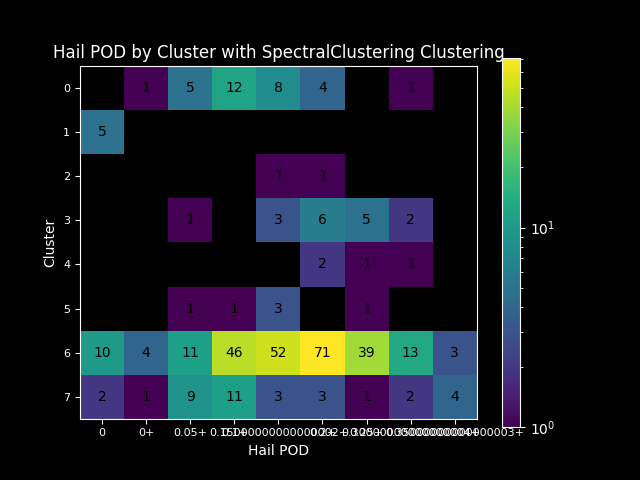 Hail POD by Cluster with SpectralClustering Clustering
0 1 5 12 8 4 1
1 5
2 1 1
3 1 3 6 5 2
4 2 1 1
5 1 1 3 1
6 10 4 11 46 52 71 39 13 3
7 2 1 9 11 3 3 1 2 4
0 0+ 0.05+
Hail POD
Cluster
10¹
10⁰